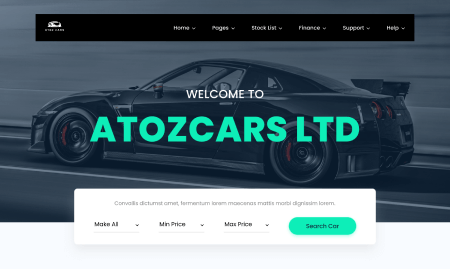 ATOZ CARS
Home Pages Stock List Finance Support Help
WELCOME TO
ATOZCARS LTD
Convallis dictumst amet, fermentum lorem maecenas mattis morbi dignissim lorem.
Make All Min Price Max Price Search Car